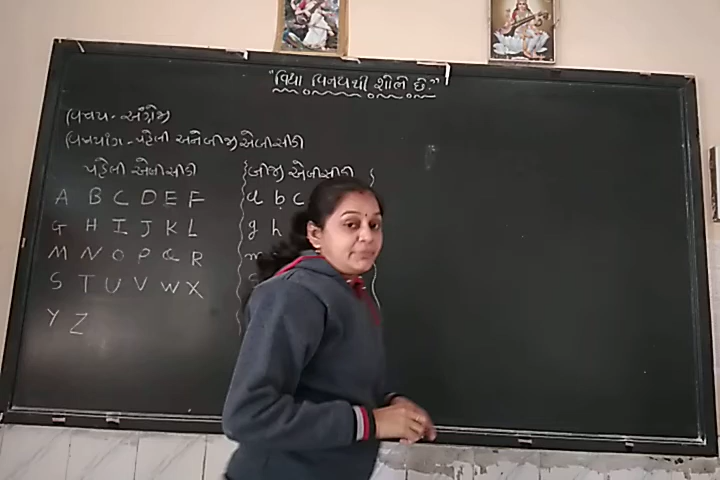 "વિદ્યા વિનયથી શોભે છે."
વિષય - અંગ્રેજી
વિષયાંગ - પહેલી અને બીજી એબીસીડી
પહેલી એબીસીડી
A B C D E F
G H I J K L
M N O P Q R
S T U V W X
Y Z
બીજી એબીસીડી
a b c
g h
m
s